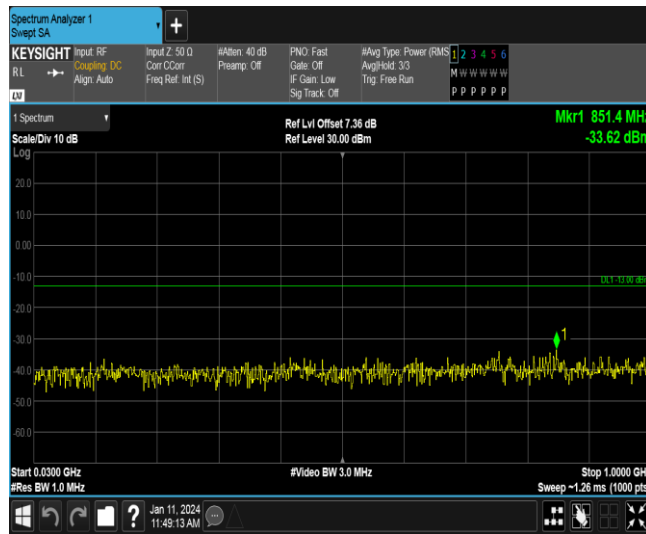 Spectrum Analyzer 1
Swept SA
KEYSIGHT
RL
LXI
Input: RF
Coupling: DC
Align: Auto
Input Z: 50 Ω
Corr CCorr
Freq Ref: Int (S)
#Atten: 40 dB
Preamp: Off
PNO: Fast
Gate: Off
IF Gain: Low
Sig Track: Off
#Avg Type: Power (RMS
Avg|Hold: 3/3
Trig: Free Run
1 2 3 4 5 6
M W W W W W
P P P P P P
1 Spectrum
Scale/Div 10 dB
Log
Ref Lvl Offset 7.36 dB
Ref Level 30.00 dBm
Mkr1 851.4 MHz
-33.62 dBm
20.0
10.0
0.00
-10.0
DL1 -13.00 dBm
-20.0
-30.0
1
-40.0
-50.0
-60.0
Start 0.0300 GHz
#Res BW 1.0 MHz
#Video BW 3.0 MHz
Stop 1.0000 GH
Sweep ~1.26 ms (1000 pts
Jan 11, 2024
11:49:13 AM